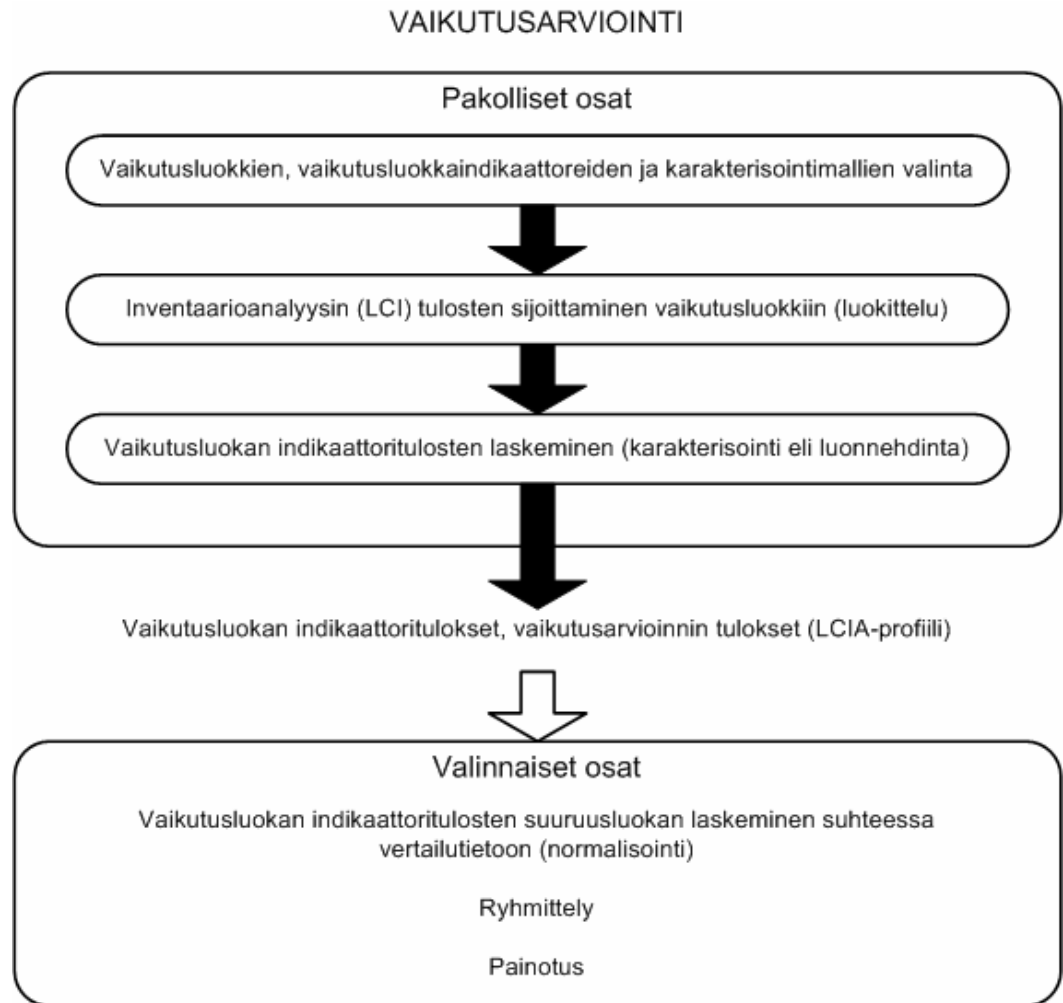 VAIKUTUSARVIOINTI
Pakolliset osat
Vaikutusluokkien, vaikutusluokkaindikaattoreiden ja karakterisointimallien valinta
Inventaarioanalyysin (LCI) tulosten sijoittaminen vaikutusluokkiin (luokittelu)
Vaikutusluokan indikaattoritulosten laskeminen (karakterisointi eli luonnehdinta)
Vaikutusluokan indikaattoritulokset, vaikutusarvioinnin tulokset (LCIA-profiili)
Valinnaiset osat
Vaikutusluokan indikaattoritulosten suuruusluokan laskeminen suhteessa
vertailutietoon (normalisointi)
Ryhmittely
Painotus